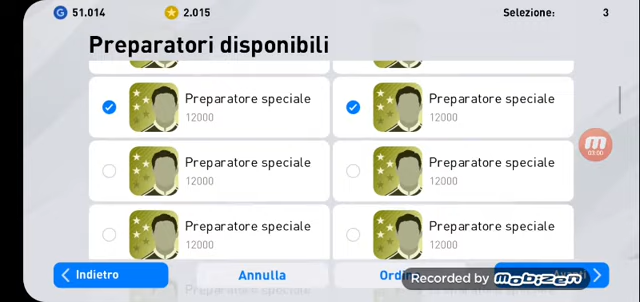 51.014
2.015
Selezione: 3
Preparatori disponibili
Preparatore speciale
12000
Preparatore speciale
12000
Preparatore speciale
12000
Preparatore speciale
12000
Preparatore speciale
12000
Preparatore speciale
12000
03:00
Indietro
Annulla
Recorded by MOBIZEN